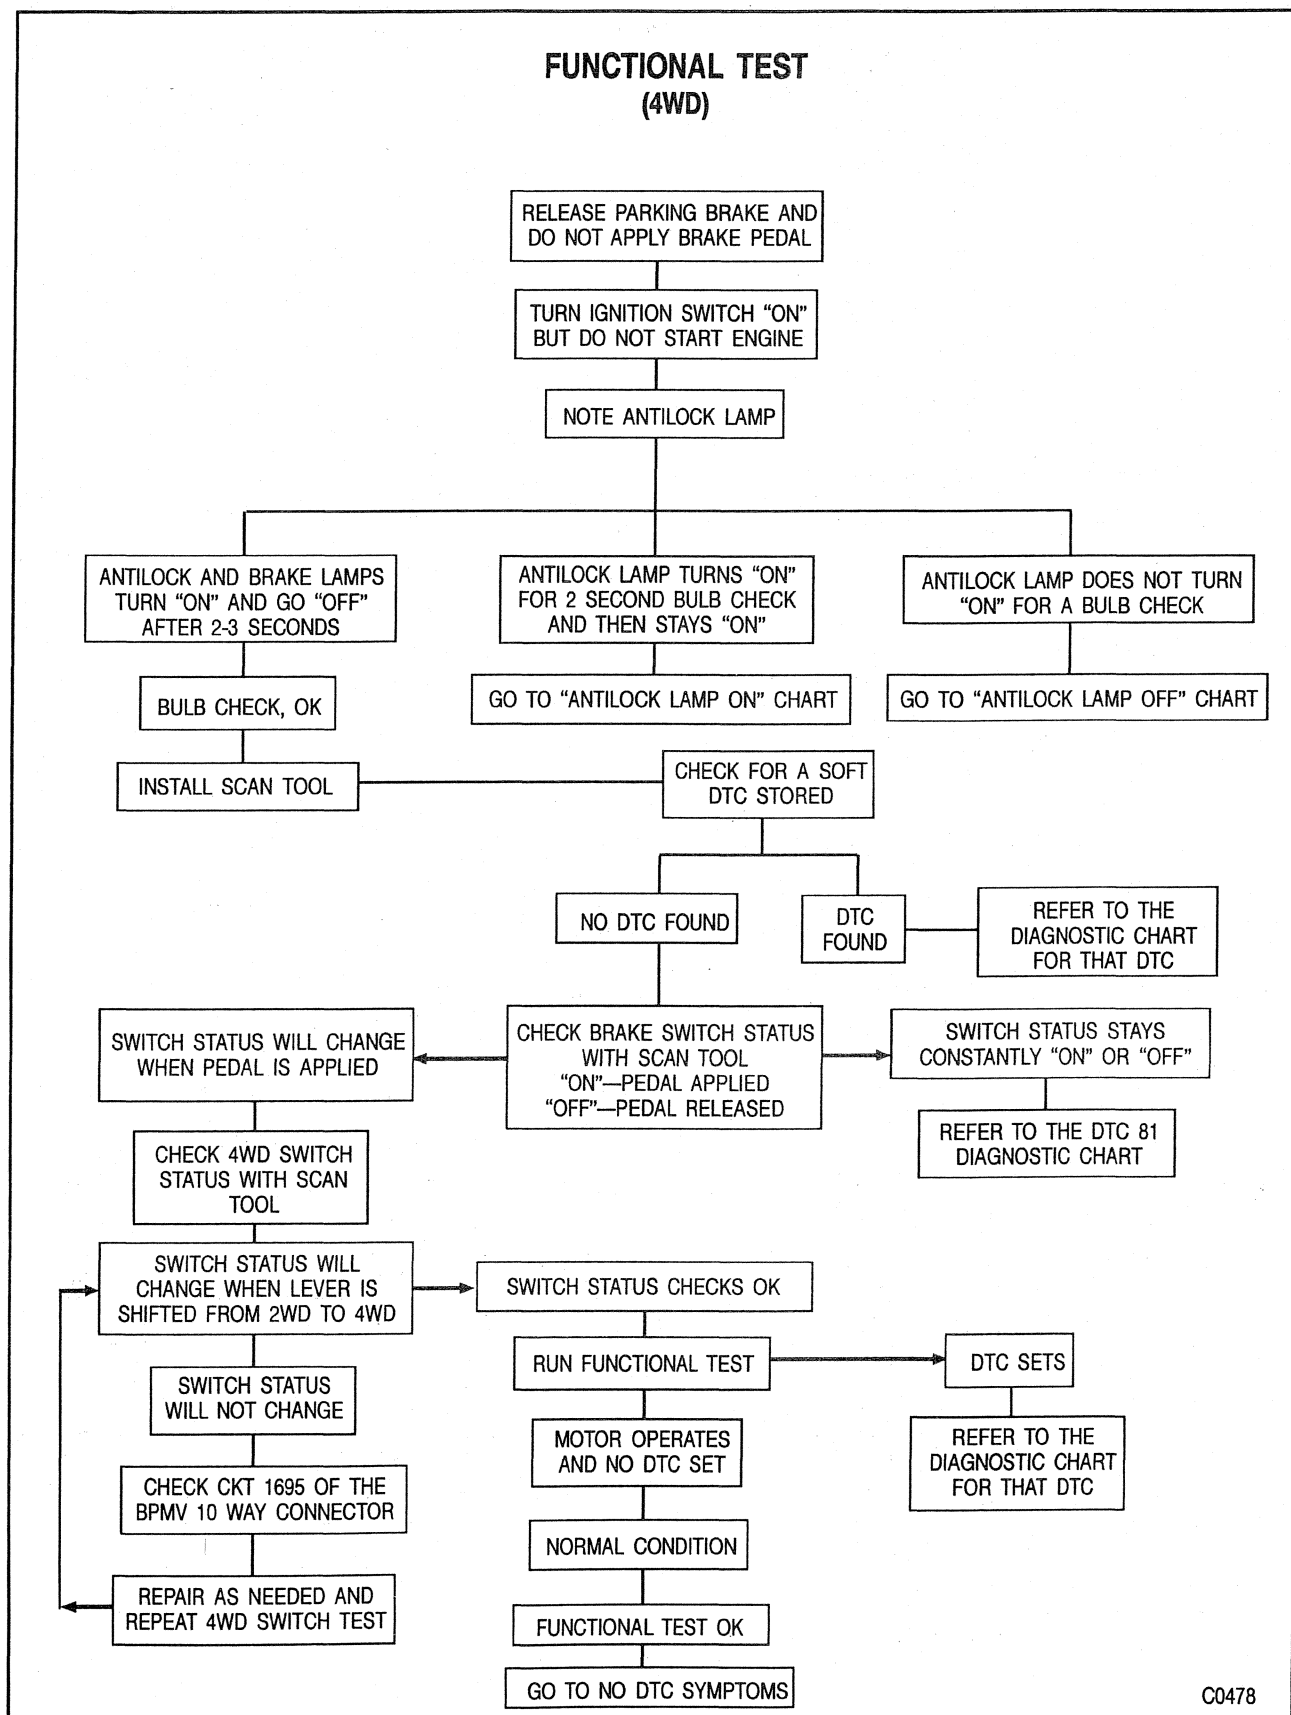 FUNCTIONAL TEST
(4WD)
RELEASE PARKING BRAKE AND
DO NOT APPLY BRAKE PEDAL
TURN IGNITION SWITCH “ON”
BUT DO NOT START ENGINE
NOTE ANTILOCK LAMP
ANTILOCK AND BRAKE LAMPS
TURN “ON” AND GO “OFF”
AFTER 2-3 SECONDS
ANTILOCK LAMP TURNS “ON”
FOR 2 SECOND BULB CHECK
AND THEN STAYS “ON”
ANTILOCK LAMP DOES NOT TURN
“ON” FOR A BULB CHECK
BULB CHECK, OK
GO TO “ANTILOCK LAMP ON” CHART
GO TO “ANTILOCK LAMP OFF” CHART
INSTALL SCAN TOOL
CHECK FOR A SOFT
DTC STORED
NO DTC FOUND
DTC
FOUND
REFER TO THE
DIAGNOSTIC CHART
FOR THAT DTC
SWITCH STATUS WILL CHANGE
WHEN PEDAL IS APPLIED
CHECK BRAKE SWITCH STATUS
WITH SCAN TOOL
“ON”—PEDAL APPLIED
“OFF”—PEDAL RELEASED
SWITCH STATUS STAYS
CONSTANTLY “ON” OR “OFF”
REFER TO THE DTC 81
DIAGNOSTIC CHART
CHECK 4WD SWITCH
STATUS WITH SCAN
TOOL
SWITCH STATUS WILL
CHANGE WHEN LEVER IS
SHIFTED FROM 2WD TO 4WD
SWITCH STATUS CHECKS OK
RUN FUNCTIONAL TEST
DTC SETS
SWITCH STATUS
WILL NOT CHANGE
MOTOR OPERATES
AND NO DTC SET
REFER TO THE
DIAGNOSTIC CHART
FOR THAT DTC
CHECK CKT 1695 OF THE
BPMV 10 WAY CONNECTOR
NORMAL CONDITION
REPAIR AS NEEDED AND
REPEAT 4WD SWITCH TEST
FUNCTIONAL TEST OK
GO TO NO DTC SYMPTOMS
C0478